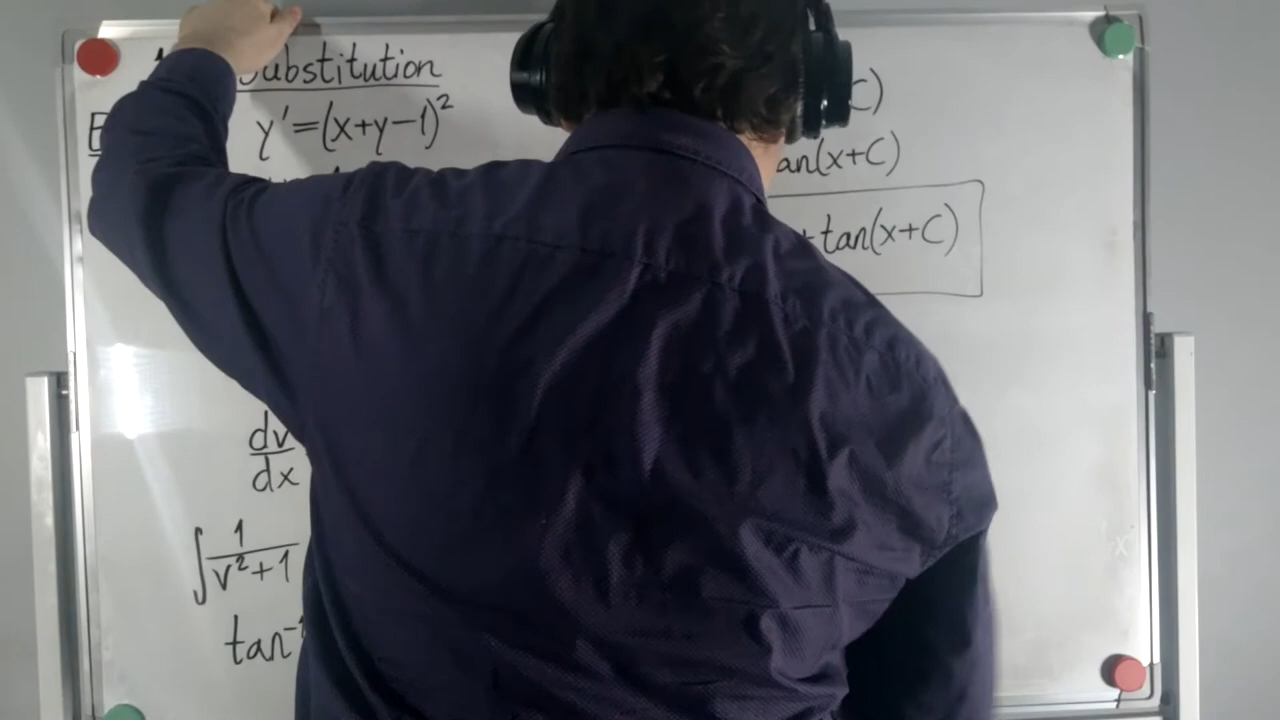 Substitution
y'=(x+y-1)²
dv/dx
∫ 1/(v²+1)
tan⁻¹
C)
an(x+C)
+tan(x+C)